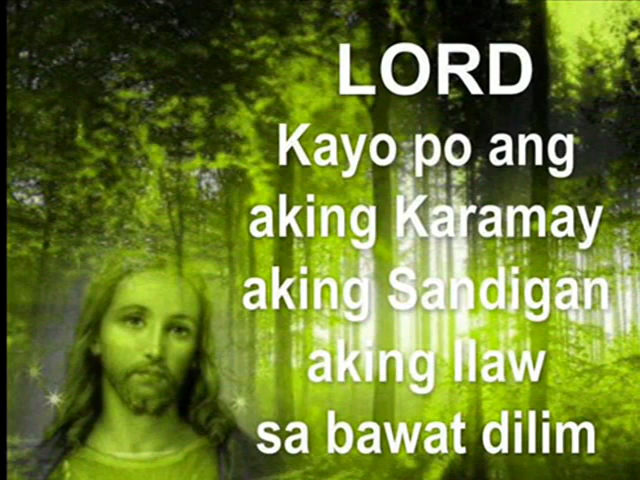 LORD
Kayo po ang
aking Karamay
aking Sandigan
aking Ilaw
sa bawat dilim